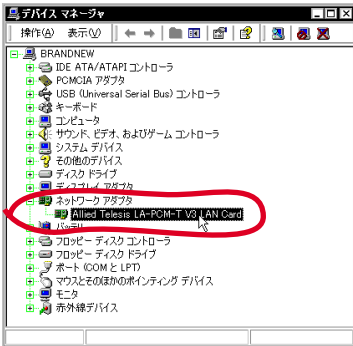 デバイス マネージャ
操作(A) 表示(V)
BRANDNEW
IDE ATA/ATAPI コントローラ
PCMCIA アダプタ
USB (Universal Serial Bus) コントローラ
キーボード
コンピュータ
サウンド、ビデオ、およびゲーム コントローラ
システム デバイス
その他のデバイス
ディスク ドライブ
ディスプレイ アダプタ
ネットワーク アダプタ
Allied Telesis LA-PCM-T V3 LAN Card
バッテリ
フロッピー ディスク コントローラ
フロッピー ディスク ドライブ
ポート (COM と LPT)
マウスとそのほかのポインティング デバイス
モニタ
赤外線デバイス